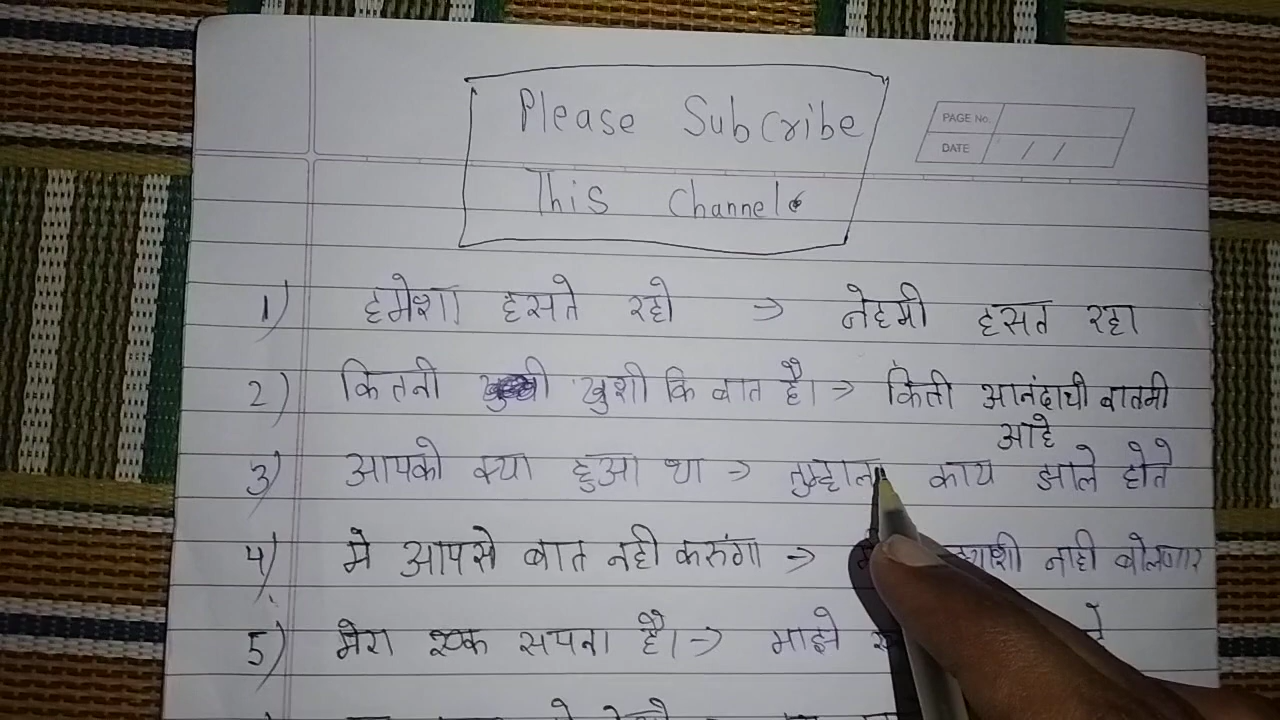 Please Subscribe
This Channel
PAGE No.
DATE / /
1) हमेशा हसते रहो ⇒ नेहमी हसत रहा
2) कितनी खुशी कि बात है। ⇒ किती आनंदाची बातमी
आहे
3) आपको क्या हुआ था ⇒ तुम्हाला काय झाले होते
4) मे आपसे बात नही करुंगा ⇒ नाही बोलणार
5) मेरा एक सपना है। ⇒ माझे